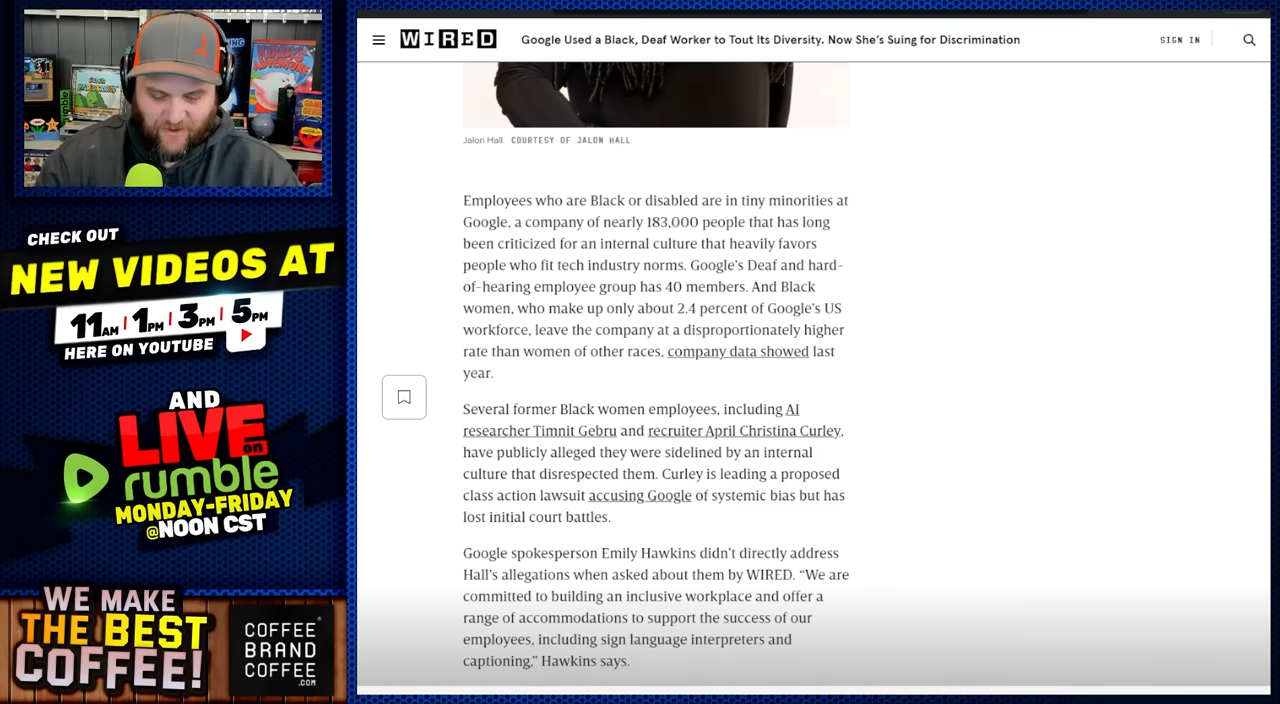 WIRED
Google Used a Black, Deaf Worker to Tout Its Diversity. Now She's Suing for Discrimination
SIGN IN
Jalon Hall. COURTESY OF JALON HALL
Employees who are Black or disabled are in tiny minorities at
Google, a company of nearly 183,000 people that has long
been criticized for an internal culture that heavily favors
people who fit tech industry norms. Google's Deaf and hard-
of-hearing employee group has 40 members. And Black
women, who make up only about 2.4 percent of Google's US
workforce, leave the company at a disproportionately higher
rate than women of other races, company data showed last
year.
Several former Black women employees, including AI
researcher Timnit Gebru and recruiter April Christina Curley,
have publicly alleged they were sidelined by an internal
culture that disrespected them. Curley is leading a proposed
class action lawsuit accusing Google of systemic bias but has
lost initial court battles.
Google spokesperson Emily Hawkins didn't directly address
Hall's allegations when asked about them by WIRED. “We are
committed to building an inclusive workplace and offer a
range of accommodations to support the success of our
employees, including sign language interpreters and
captioning,” Hawkins says.
CHECK OUT
NEW VIDEOS AT
11AM | 1PM | 3PM | 5PM
HERE ON YOUTUBE
AND
LIVE on
rumble
MONDAY-FRIDAY
@NOON CST
WE MAKE
THE BEST
COFFEE!
COFFEE
BRAND
COFFEE
.COM